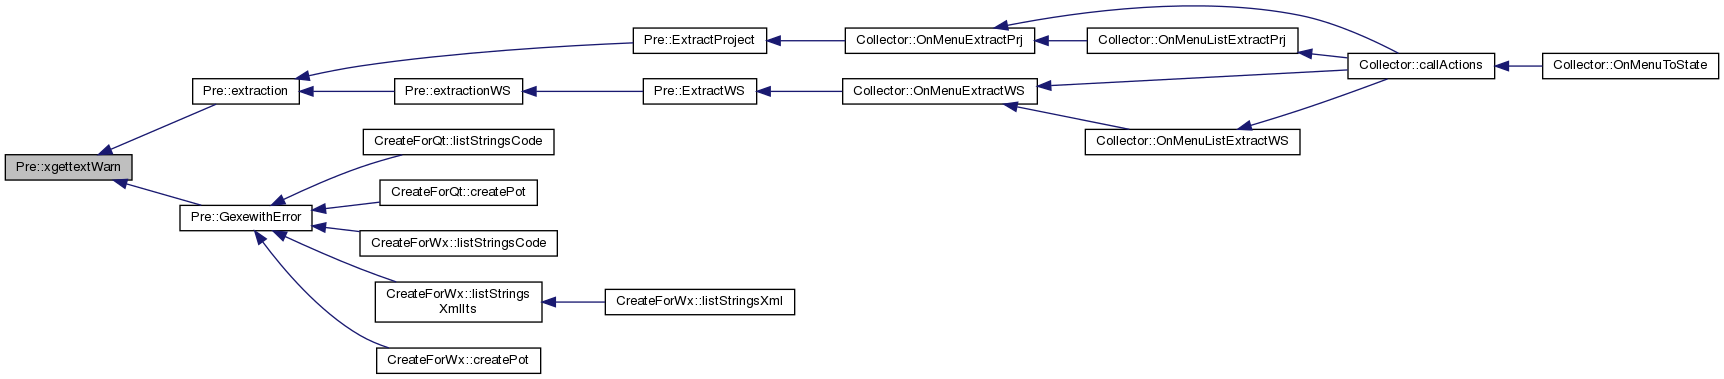 Pre::ExtractProject
Collector::OnMenuExtractPrj
Collector::OnMenuListExtractPrj
Collector::callActions
Collector::OnMenuToState
Pre::extraction
Pre::extractionWS
Pre::ExtractWS
Collector::OnMenuExtractWS
Collector::OnMenuListExtractWS
CreateForQt::listStringsCode
Pre::xgettextWarn
CreateForQt::createPot
Pre::GexewithError
CreateForWx::listStringsCode
CreateForWx::listStrings
XmlIts
CreateForWx::listStringsXml
CreateForWx::createPot